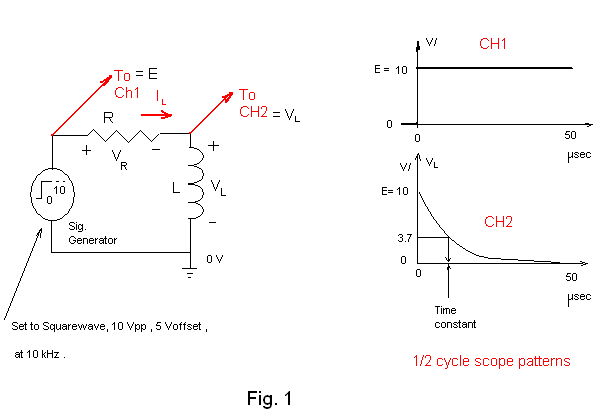 To = E
Ch1
I L
To
CH2 = VL
R
+ VR −
+
L VL
−
0 10
Sig.
Generator
0 V
Set to Squarewave, 10 Vpp , 5 Voffset ,
at 10 kHz .
V/
CH1
E = 10
0
0
50
µsec
V/ VL
E= 10
CH2
3.7
0
0
50
µsec
Time
constant
1/2 cycle scope patterns
Fig. 1